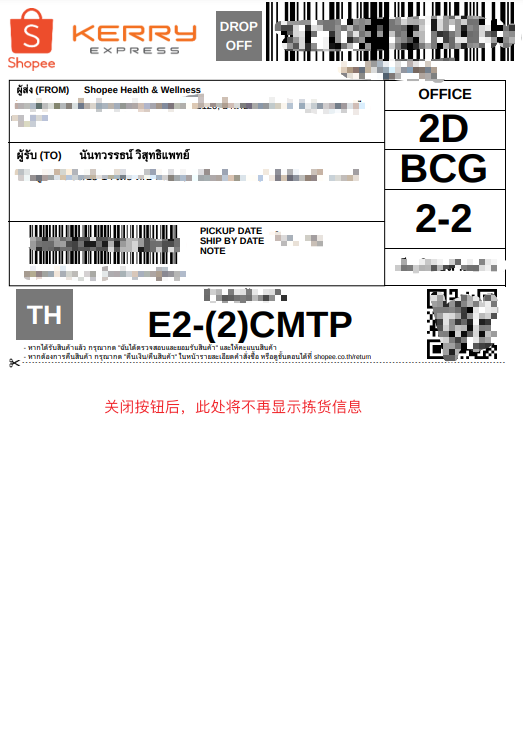 Shopee
KERRY
EXPRESS
DROP
OFF
ผู้ส่ง (FROM) Shopee Health & Wellness
OFFICE
2D
ผู้รับ (TO) นันทวรรธน์ วิสุทธิแพทย์
BCG
2-2
PICKUP DATE
SHIP BY DATE
NOTE
TH
E2-(2)CMTP
- หากได้รับสินค้าแล้ว กรุณากด "ฉันได้ตรวจสอบและยอมรับสินค้า" และให้คะแนนสินค้า
- หากต้องการคืนสินค้า กรุณากด "คืนเงิน/คืนสินค้า" ในหน้ารายละเอียดคำสั่งซื้อ หรือดูขั้นตอนได้ที่ shopee.co.th/return
关闭按钮后，此处将不再显示拣货信息